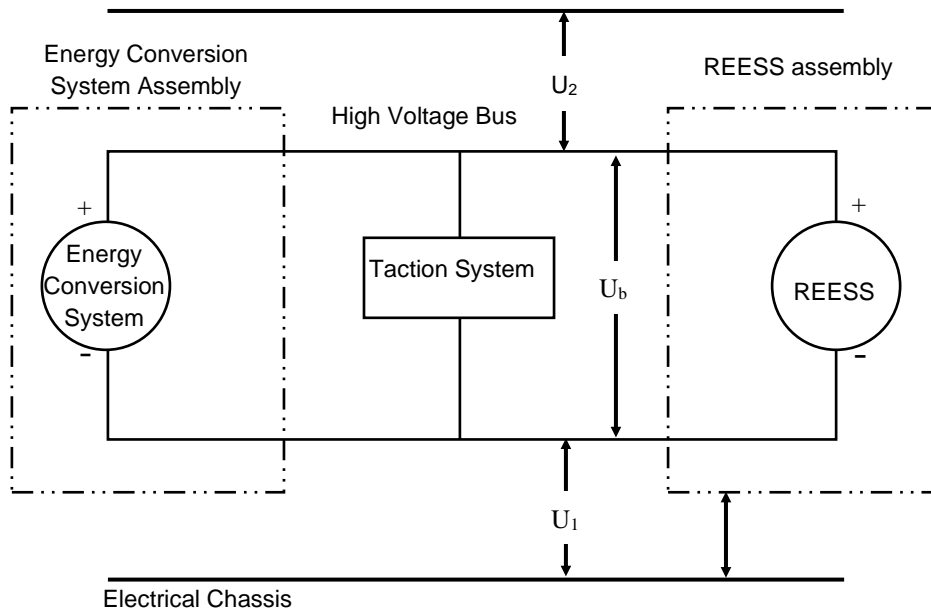 Energy Conversion
System Assembly
U2
REESS assembly
High Voltage Bus
+
+
Energy
Conversion
System
Taction System
Ub
REESS
-
-
U1
Electrical Chassis